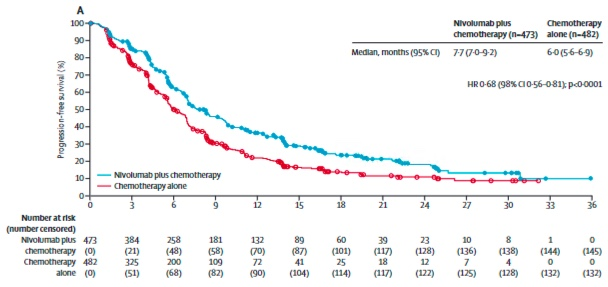 A
Nivolumab plus chemotherapy (n=473)
Chemotherapy alone (n=482)
Median, months (95% CI) 7·7 (7·0–9·2) 6·0 (5·6–6·9)
HR 0·68 (98% CI 0·56–0·81); p<0·0001
Progression-free survival (%)
100
90
80
70
60
50
40
30
20
10
0
Nivolumab plus chemotherapy
Chemotherapy alone
0 3 6 9 12 15 18 21 24 27 30 33 36
Number at risk
(number censored)
Nivolumab plus 473 384 258 181 132 89 60 39 23 10 8 1 0
chemotherapy (0) (21) (48) (58) (70) (87) (101) (117) (128) (136) (138) (144) (145)
Chemotherapy 482 325 200 109 72 41 25 18 12 7 4 0 0
alone (0) (51) (68) (82) (90) (104) (114) (117) (122) (125) (128) (132) (132)